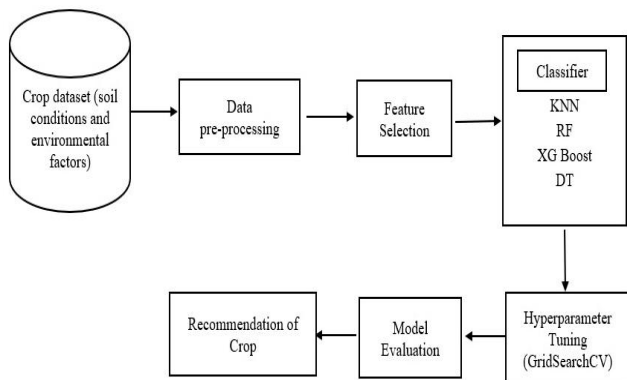 Crop dataset (soil
conditions and
environmental
factors)
Data
pre-processing
Feature
Selection
Classifier
KNN
RF
XG Boost
DT
Hyperparameter
Tuning
(GridSearchCV)
Model
Evaluation
Recommendation of
Crop